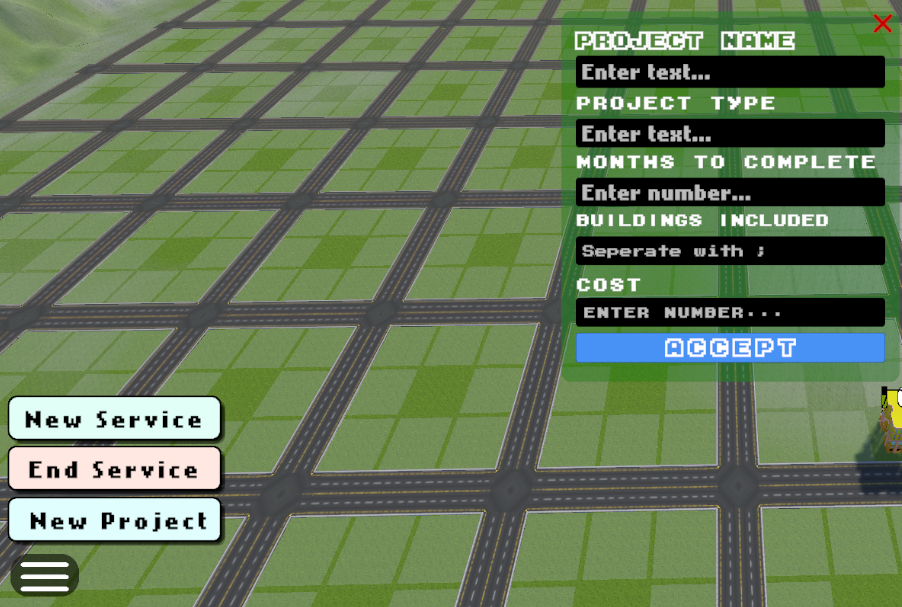 PROJECT NAME
Enter text...
PROJECT TYPE
Enter text...
MONTHS TO COMPLETE
Enter number...
BUILDINGS INCLUDED
Seperate with ;
COST
ENTER NUMBER...
ACCEPT
New Service
End Service
New Project